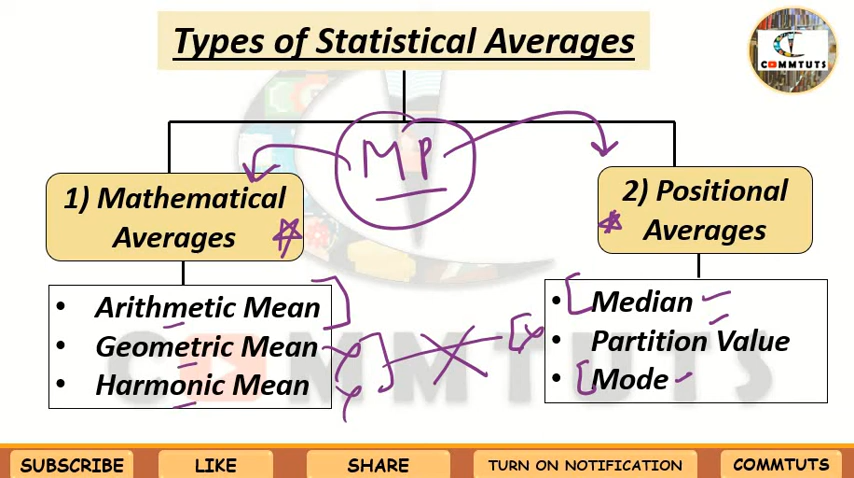 Types of Statistical Averages
COMMTUTS
MP
1) Mathematical
Averages
2) Positional
Averages
• Arithmetic Mean
• Geometric Mean
• Harmonic Mean
• Median
• Partition Value
• Mode
COMMTUTS
SUBSCRIBE
LIKE
SHARE
TURN ON NOTIFICATION
COMMTUTS